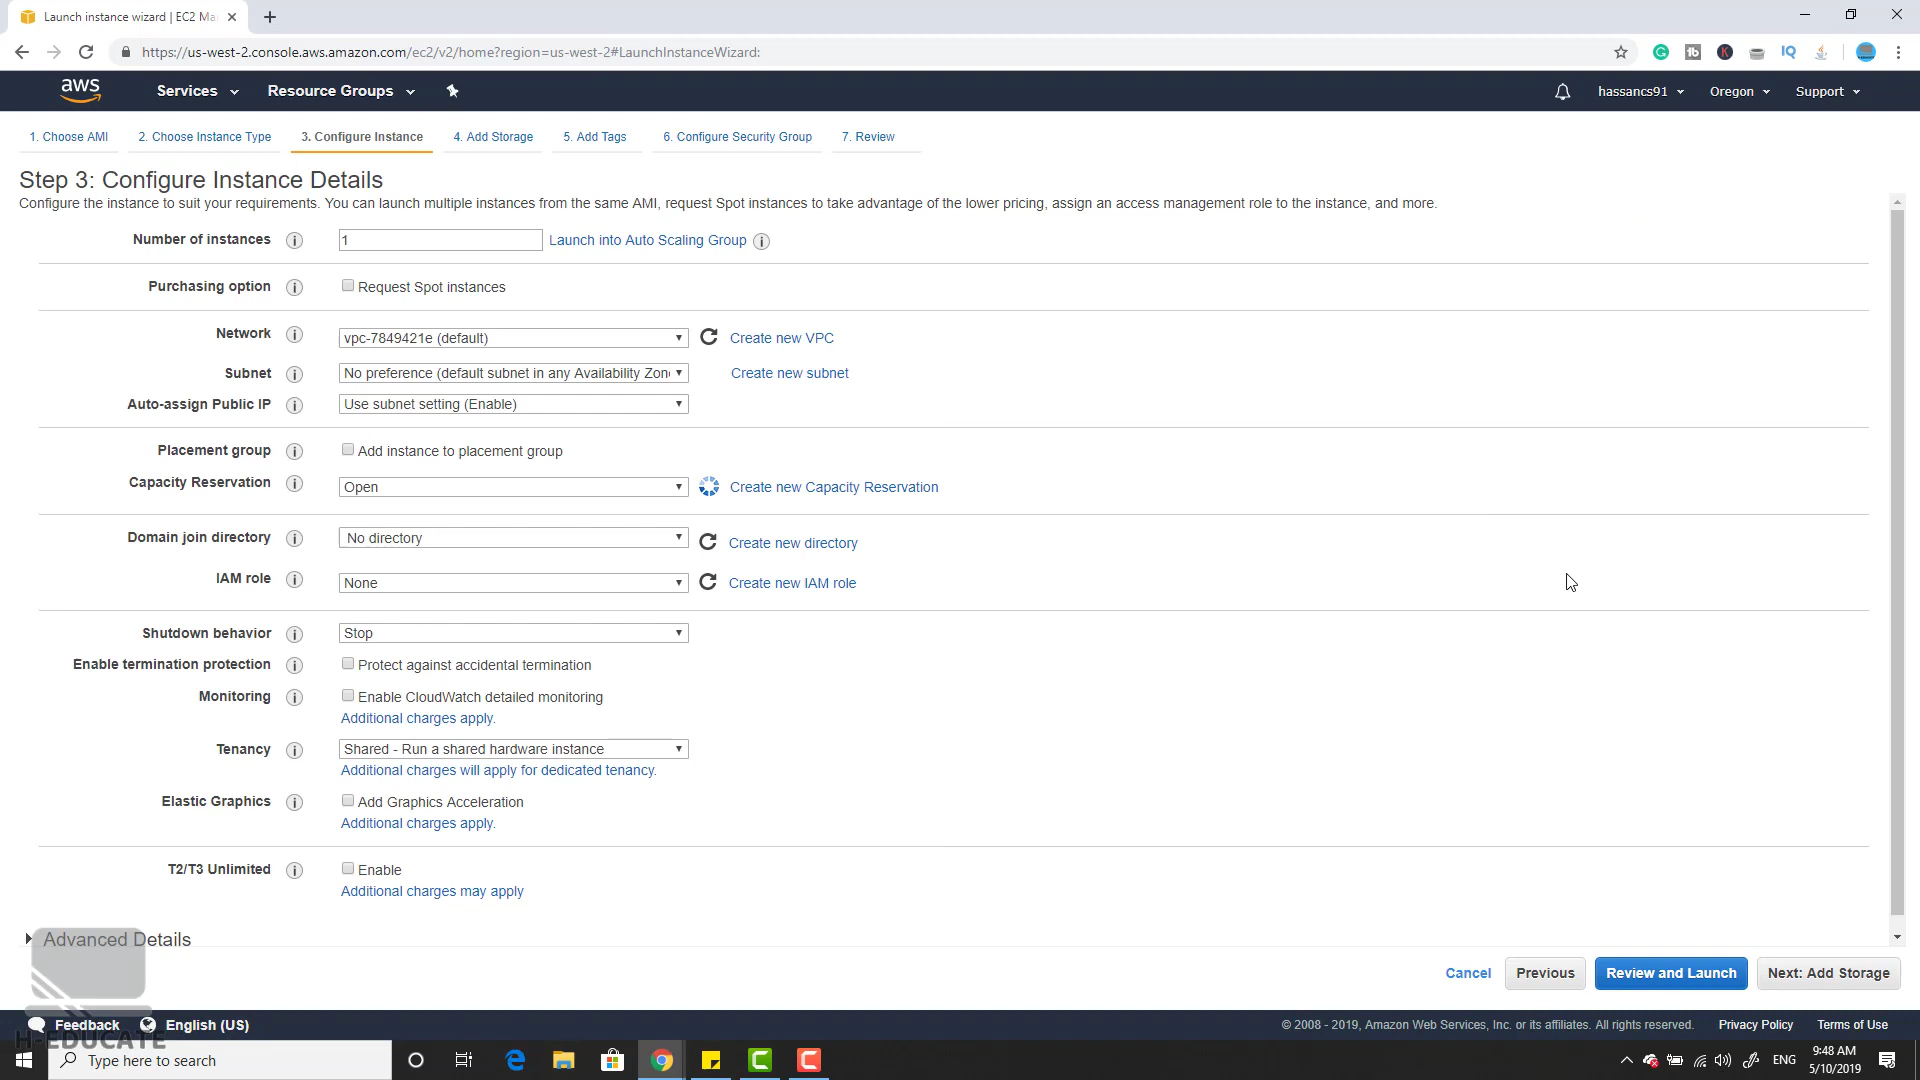 Launch instance wizard | EC2 Ma
https://us-west-2.console.aws.amazon.com/ec2/v2/home?region=us-west-2#LaunchInstanceWizard:
aws Services Resource Groups hassancs91 Oregon Support
1. Choose AMI 2. Choose Instance Type 3. Configure Instance 4. Add Storage 5. Add Tags 6. Configure Security Group 7. Review
Step 3: Configure Instance Details
Configure the instance to suit your requirements. You can launch multiple instances from the same AMI, request Spot instances to take advantage of the lower pricing, assign an access management role to the instance, and more.
Number of instances 1 Launch into Auto Scaling Group
Purchasing option Request Spot instances
Network vpc-7849421e (default) Create new VPC
Subnet No preference (default subnet in any Availability Zon Create new subnet
Auto-assign Public IP Use subnet setting (Enable)
Placement group Add instance to placement group
Capacity Reservation Open Create new Capacity Reservation
Domain join directory No directory Create new directory
IAM role None Create new IAM role
Shutdown behavior Stop
Enable termination protection Protect against accidental termination
Monitoring Enable CloudWatch detailed monitoring
Additional charges apply.
Tenancy Shared - Run a shared hardware instance
Additional charges will apply for dedicated tenancy.
Elastic Graphics Add Graphics Acceleration
Additional charges apply.
T2/T3 Unlimited Enable
Additional charges may apply
Advanced Details
Cancel Previous Review and Launch Next: Add Storage
Feedback English (US) © 2008 - 2019, Amazon Web Services, Inc. or its affiliates. All rights reserved. Privacy Policy Terms of Use
H-EDUCATE
Type here to search ENG 9:48 AM
5/10/2019